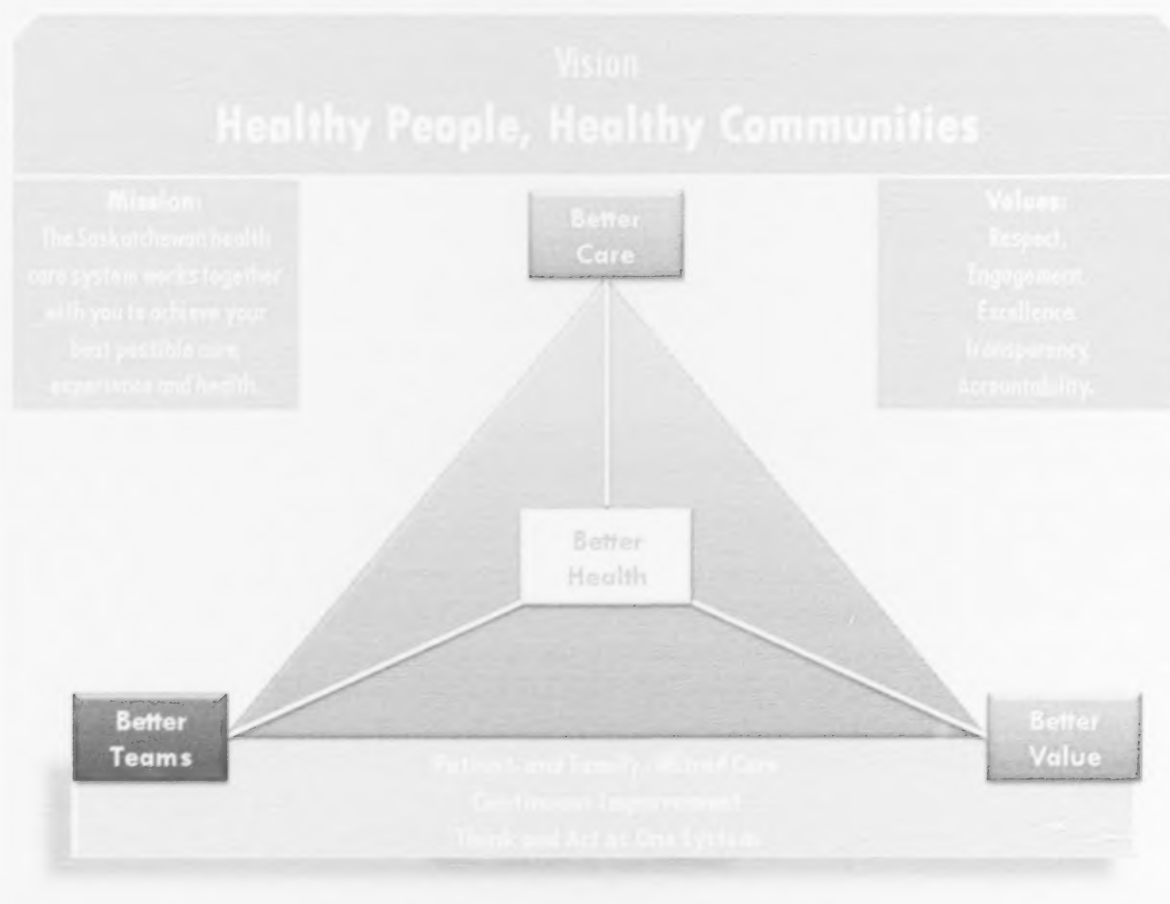 Vision
Healthy People, Healthy Communities
Mission:
The Saskatchewan health
care system works together
with you to achieve your
best possible care,
experience and health.
Values:
Respect,
Engagement,
Excellence,
Transparency,
Accountability.
Better
Care
Better
Health
Better
Teams
Better
Value
Patient- and Family- Care
Continuous Improvement
Think and Act as One System